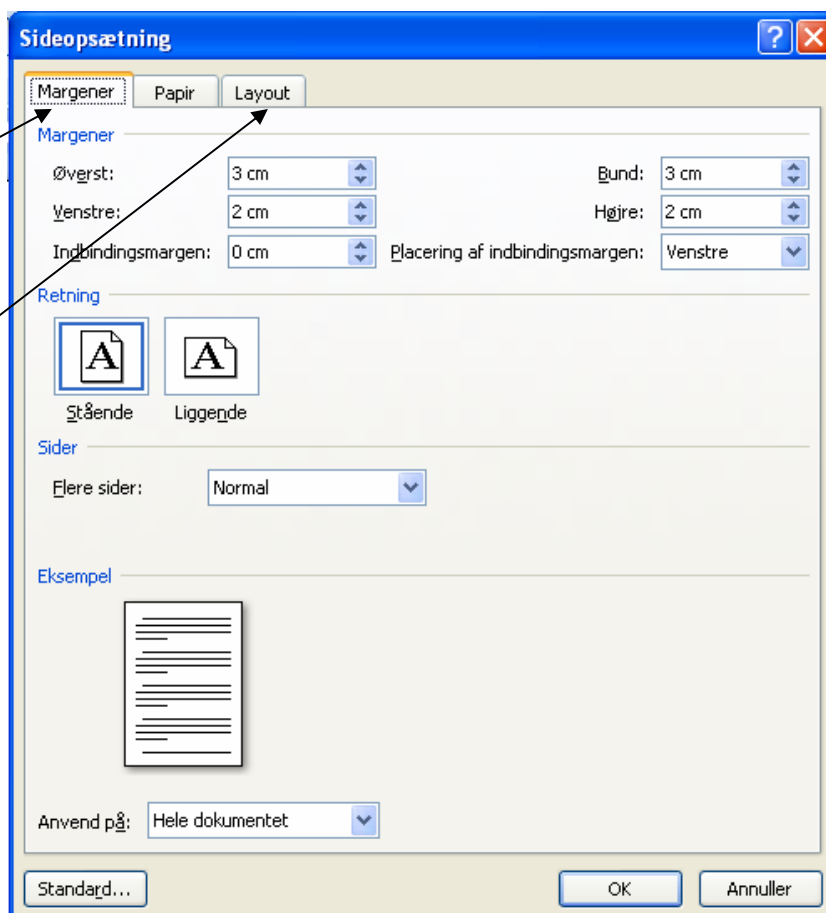 Sideopsætning
Margener Papir Layout
Margener
Øverst: 3 cm Bund: 3 cm
Venstre: 2 cm Højre: 2 cm
Indbindingsmargen: 0 cm Placering af indbindingsmargen: Venstre
Retning
A A
Stående Liggende
Sider
Flere sider: Normal
Eksempel
Anvend på: Hele dokumentet
Standard... OK Annuller